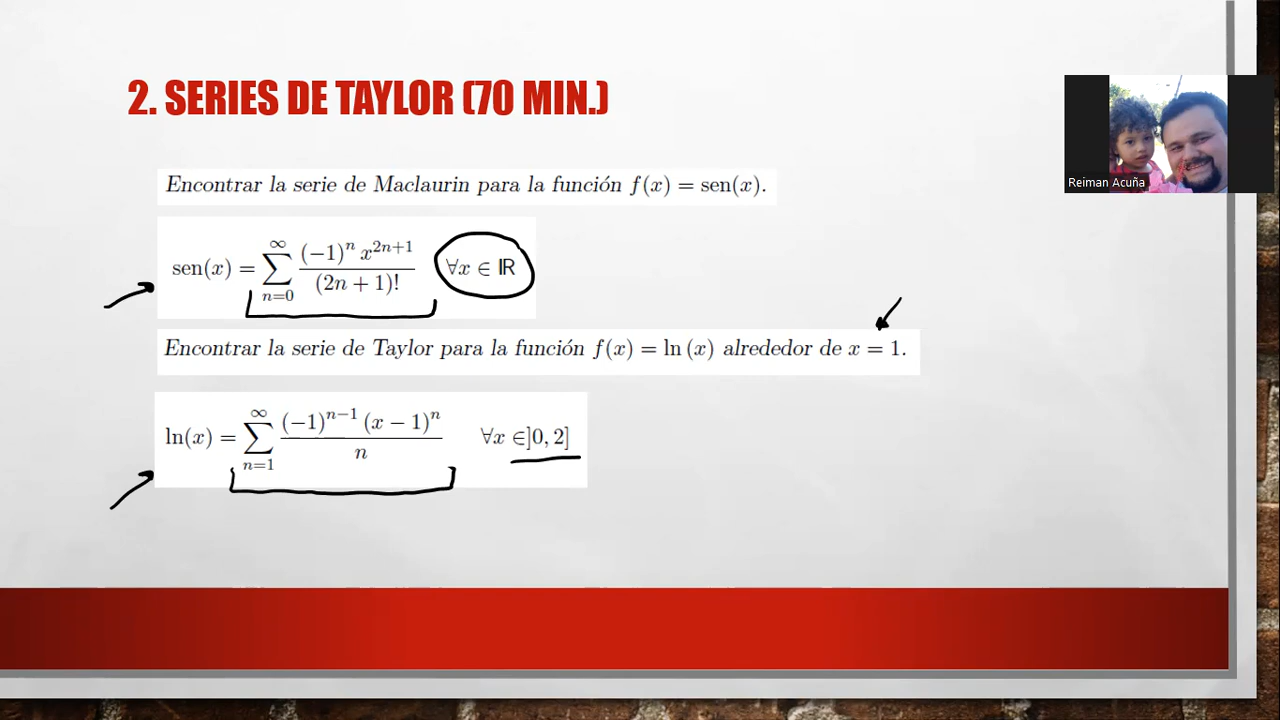 2. SERIES DE TAYLOR (70 MIN.)
Reiman Acuña
Encontrar la serie de Maclaurin para la función f(x) = sen(x).
sen(x) = ∑_{n=0}^{∞} \frac{(-1)^n x^{2n+1}}{(2n+1)!} ∀x ∈ ℝ
Encontrar la serie de Taylor para la función f(x) = ln (x) alrededor de x = 1.
ln(x) = ∑_{n=1}^{∞} \frac{(-1)^{n-1} (x-1)^n}{n} ∀x ∈]0, 2]